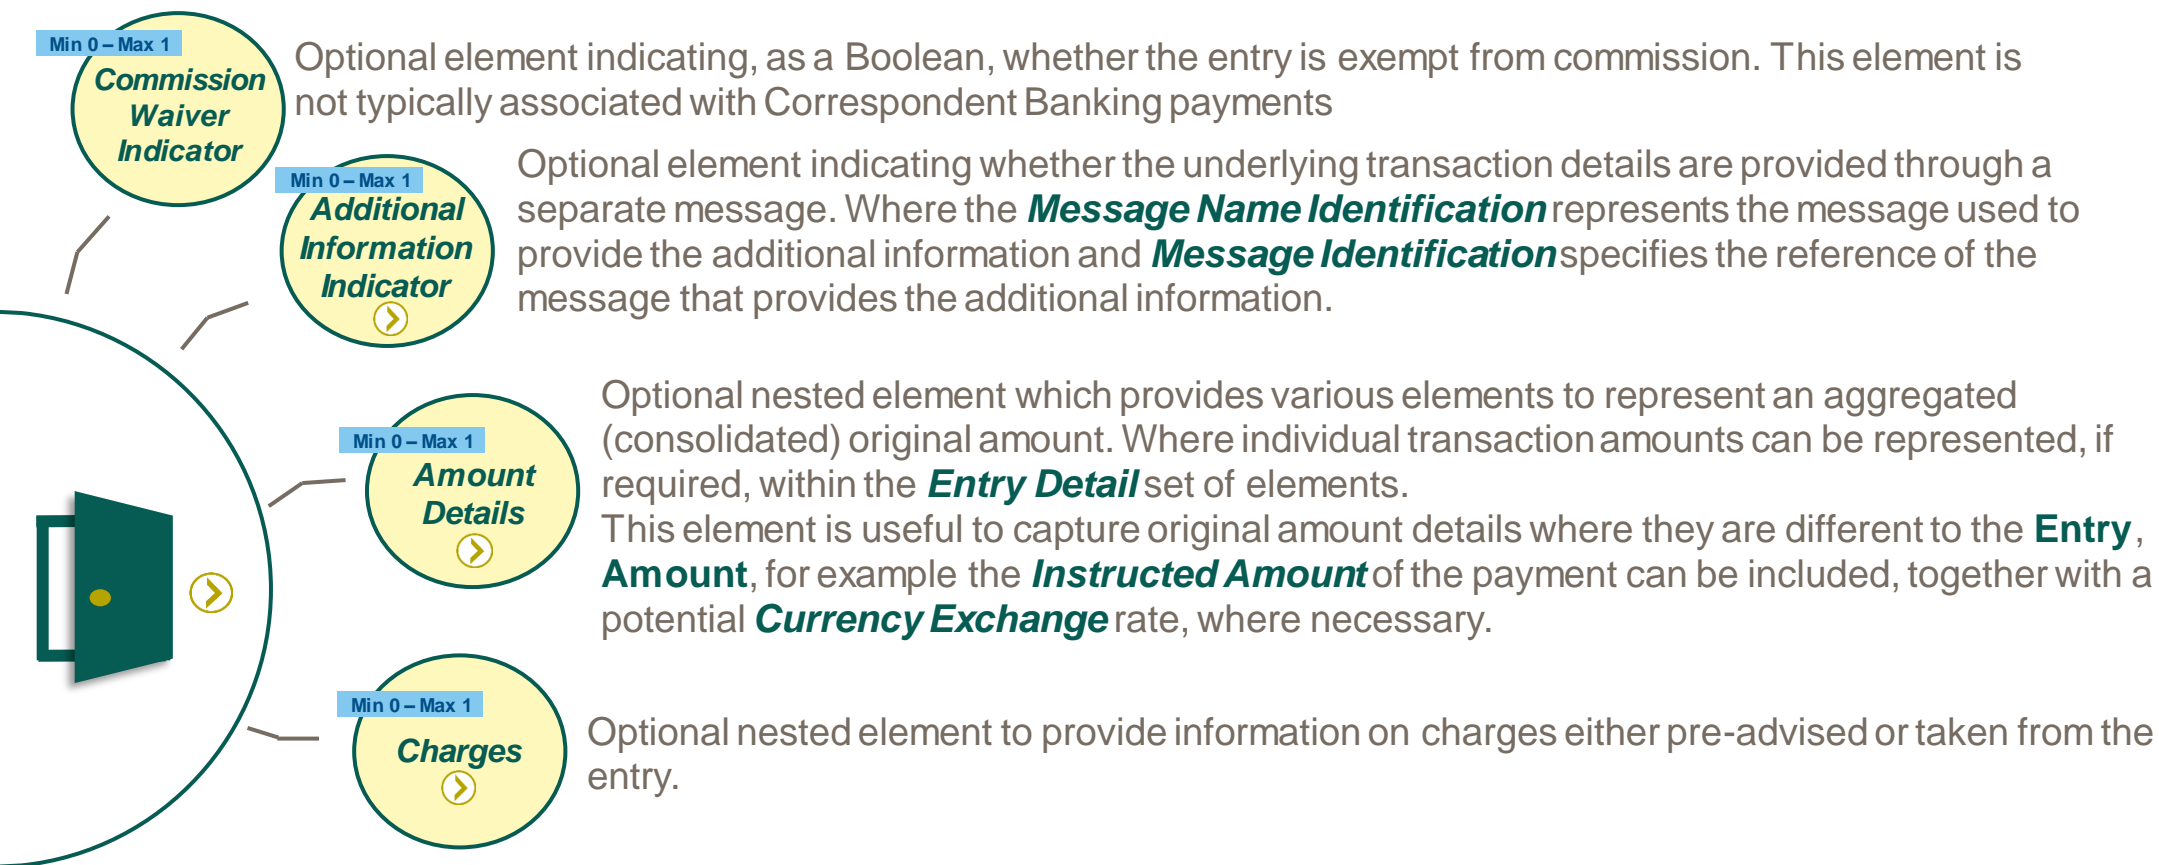 Min 0 – Max 1
Commission
Waiver
Indicator
Optional element indicating, as a Boolean, whether the entry is exempt from commission. This element is
not typically associated with Correspondent Banking payments
Min 0 – Max 1
Additional
Information
Indicator
Optional element indicating whether the underlying transaction details are provided through a
separate message. Where the Message Name Identification represents the message used to
provide the additional information and Message Identification specifies the reference of the
message that provides the additional information.
Min 0 – Max 1
Amount
Details
Optional nested element which provides various elements to represent an aggregated
(consolidated) original amount. Where individual transaction amounts can be represented, if
required, within the Entry Detail set of elements.
This element is useful to capture original amount details where they are different to the Entry,
Amount, for example the Instructed Amount of the payment can be included, together with a
potential Currency Exchange rate, where necessary.
Min 0 – Max 1
Charges
Optional nested element to provide information on charges either pre-advised or taken from the
entry.